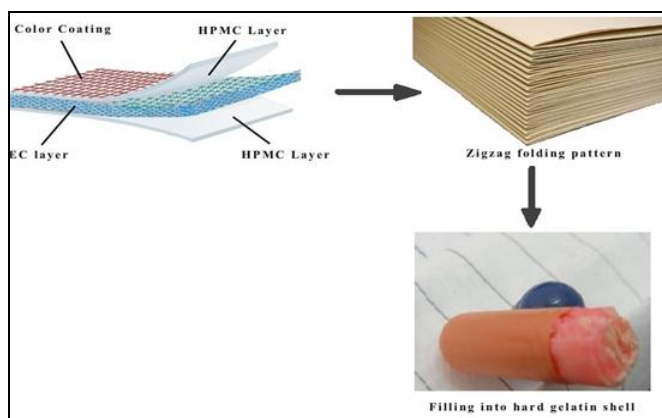 Color Coating
HPMC Layer
EC layer
HPMC Layer
Zigzag folding pattern
Filling into hard gelatin shell